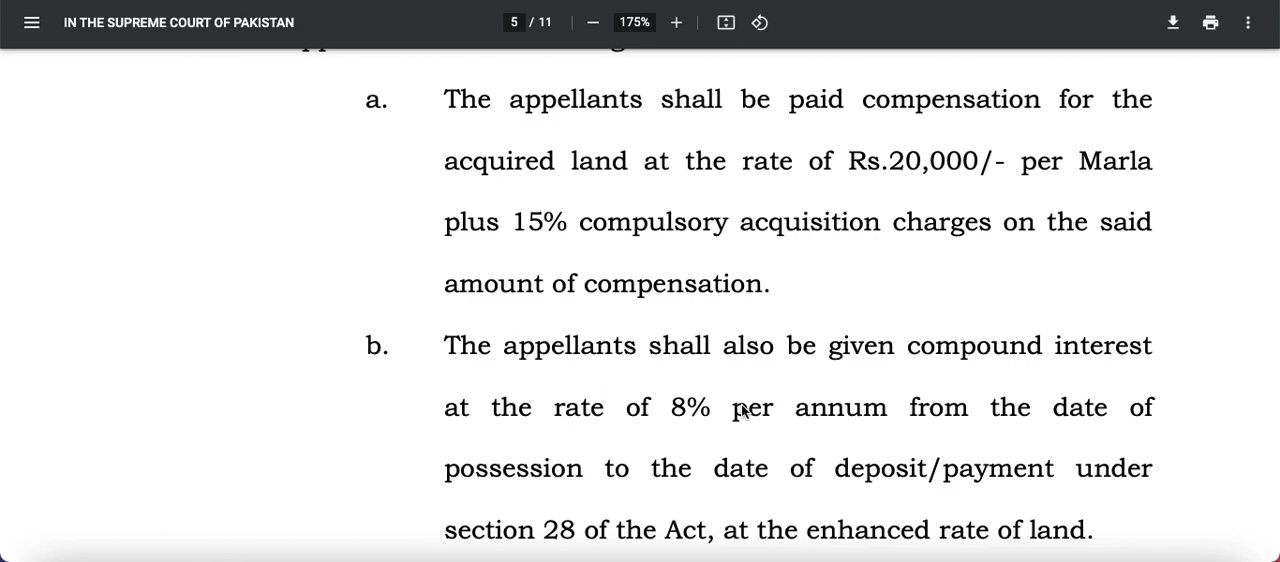 IN THE SUPREME COURT OF PAKISTAN 5 / 11 175%
a. The appellants shall be paid compensation for the
acquired land at the rate of Rs.20,000/- per Marla
plus 15% compulsory acquisition charges on the said
amount of compensation.
b. The appellants shall also be given compound interest
at the rate of 8% per annum from the date of
possession to the date of deposit/payment under
section 28 of the Act, at the enhanced rate of land.